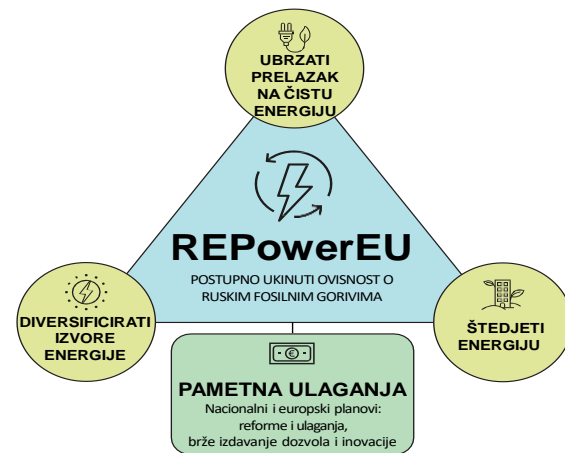 UBRZATI
PRELAZAK
NA ČISTU
ENERGIJU
REPowerEU
POSTUPNO UKINUTI OVISNOST O
RUSKIM FOSILNIM GORIVIMA
DIVERSIFICIRATI
IZVORE
ENERGIJE
ŠTEDJETI
ENERGIJU
PAMETNA ULAGANJA
Nacionalni i europski planovi:
reforme i ulaganja,
brže izdavanje dozvola i inovacije